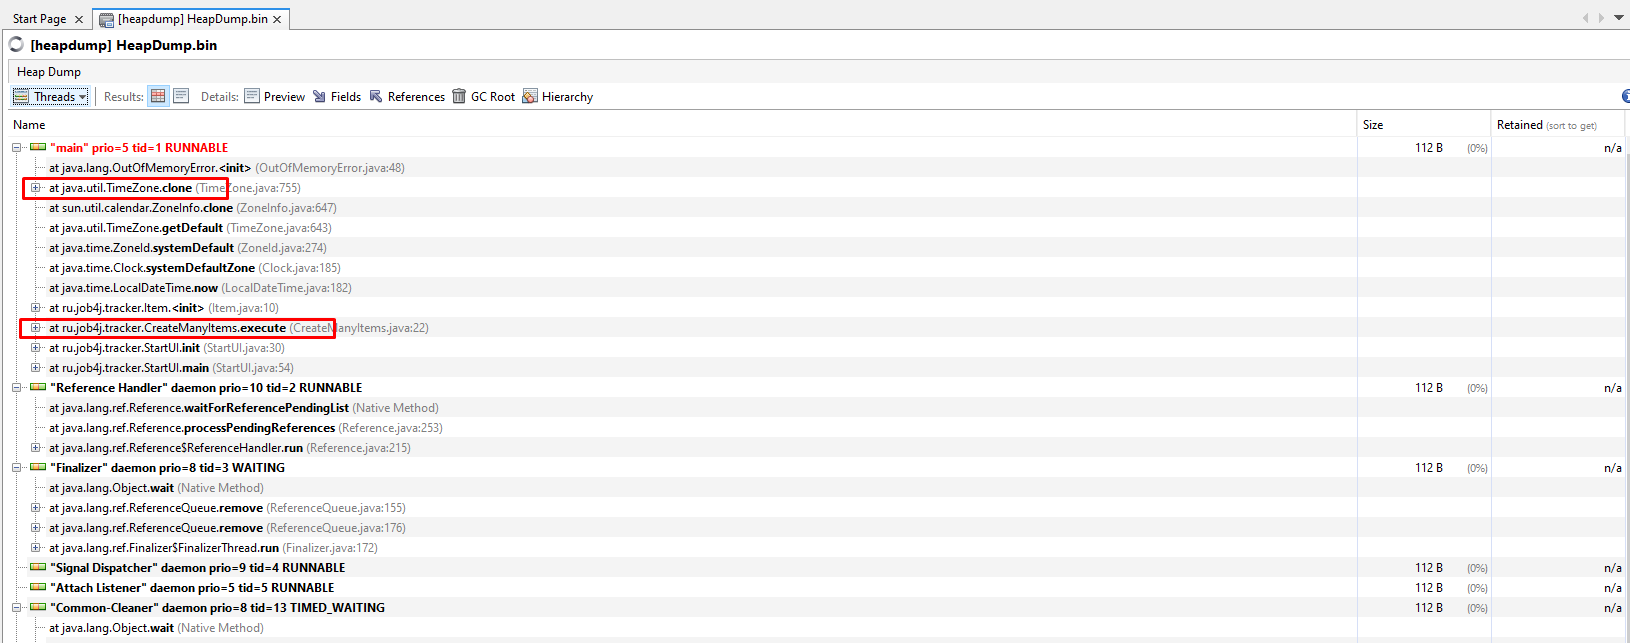 Start Page
[heapdump] HeapDump.bin
[heapdump] HeapDump.bin
Heap Dump
Threads Results: Details: Preview Fields References GC Root Hierarchy
Name Size Retained (sort to get)
"main" prio=5 tid=1 RUNNABLE 112 B (0%) n/a
at java.lang.OutOfMemoryError.<init> (OutOfMemoryError.java:48)
at java.util.TimeZone.clone (TimeZone.java:755)
at sun.util.calendar.ZoneInfo.clone (ZoneInfo.java:647)
at java.util.TimeZone.getDefault (TimeZone.java:643)
at java.time.ZoneId.systemDefault (ZoneId.java:274)
at java.time.Clock.systemDefaultZone (Clock.java:185)
at java.time.LocalDateTime.now (LocalDateTime.java:182)
at ru.job4j.tracker.Item.<init> (Item.java:10)
at ru.job4j.tracker.CreateManyItems.execute (CreateManyItems.java:22)
at ru.job4j.tracker.StartUI.init (StartUI.java:30)
at ru.job4j.tracker.StartUI.main (StartUI.java:54)
"Reference Handler" daemon prio=10 tid=2 RUNNABLE 112 B (0%) n/a
at java.lang.ref.Reference.waitForReferencePendingList (Native Method)
at java.lang.ref.Reference.processPendingReferences (Reference.java:253)
at java.lang.ref.Reference$ReferenceHandler.run (Reference.java:215)
"Finalizer" daemon prio=8 tid=3 WAITING 112 B (0%) n/a
at java.lang.Object.wait (Native Method)
at java.lang.ref.ReferenceQueue.remove (ReferenceQueue.java:155)
at java.lang.ref.ReferenceQueue.remove (ReferenceQueue.java:176)
at java.lang.ref.Finalizer$FinalizerThread.run (Finalizer.java:172)
"Signal Dispatcher" daemon prio=9 tid=4 RUNNABLE 112 B (0%) n/a
"Attach Listener" daemon prio=5 tid=5 RUNNABLE 112 B (0%) n/a
"Common-Cleaner" daemon prio=8 tid=13 TIMED_WAITING 112 B (0%) n/a
at java.lang.Object.wait (Native Method)